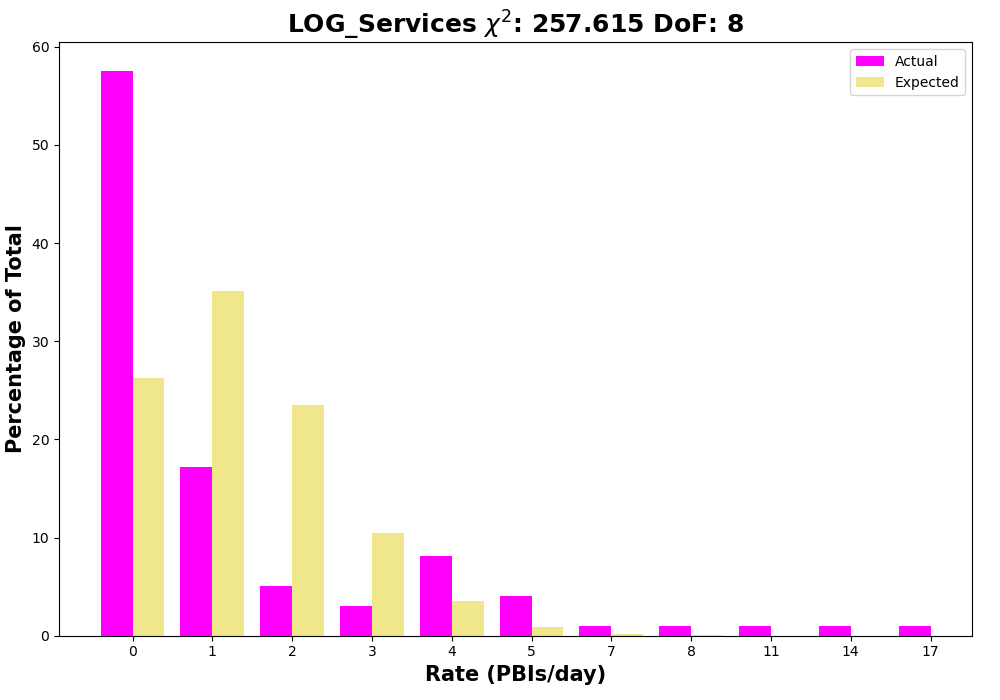 LOG_Services χ²: 257.615 DoF: 8
Actual
Expected
Percentage of Total
60
50
40
30
20
10
0
0 1 2 3 4 5 7 8 11 14 17
Rate (PBIs/day)